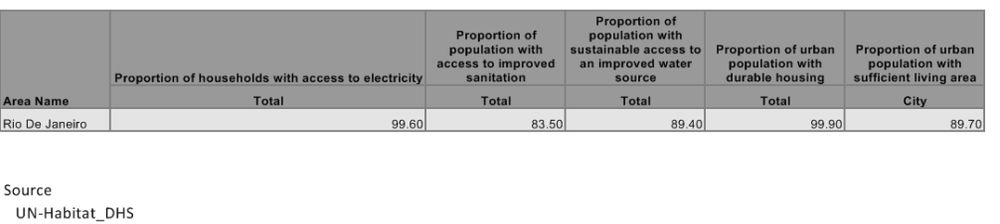 Area Name
Proportion of households with access to electricity
Total
Proportion of
population with
access to improved
sanitation
Total
Proportion of
population with
sustainable access to
an improved water
source
Total
Proportion of urban
population with
durable housing
Total
Proportion of urban
population with
sufficient living area
City
Rio De Janeiro 99.60 83.50 89.40 99.90 89.70
Source
UN-Habitat_DHS